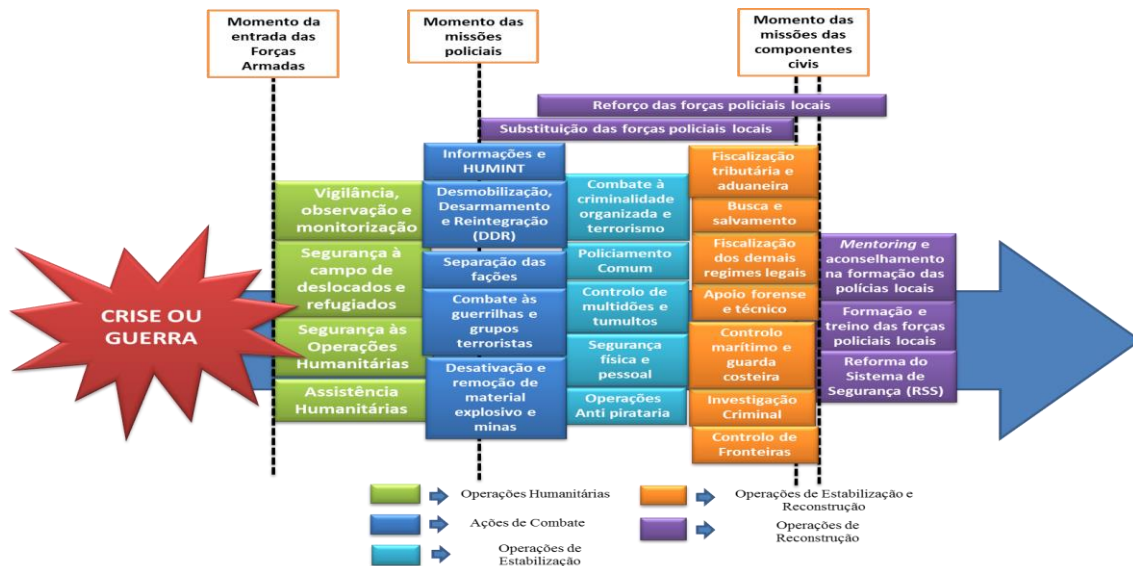 Momento da
entrada das
Forças
Armadas
Momento das
missões
policiais
Momento das
missões das
componentes
civis
Reforço das forças policiais locais
Substituição das forças policiais locais
CRISE OU
GUERRA
Vigilância,
observação e
monitorização
Segurança à
campo de
deslocados e
refugiados
Segurança às
Operações
Humanitárias
Assistência
Humanitárias
Informações e
HUMINT
Desmobilização,
Desarmamento
e Reintegração
(DDR)
Separação das
fações
Combate às
guerrilhas e
grupos
terroristas
Desativação e
remoção de
material
explosivo e
minas
Combate à
criminalidade
organizada e
terrorismo
Policiamento
Comum
Controlo de
multidões e
tumultos
Segurança
física e
pessoal
Operações
Anti pirataria
Fiscalização
tributária e
aduaneira
Busca e
salvamento
Fiscalização
dos demais
regimes legais
Apoio forense
e técnico
Controlo
marítimo e
guarda
costeira
Investigação
Criminal
Controlo de
Fronteiras
Mentoring e
aconselhamento
na formação das
polícias locais
Formação e
treino das forças
policiais locais
Reforma do
Sistema de
Segurança (RSS)
Operações Humanitárias
Ações de Combate
Operações de
Estabilização
Operações de Estabilização e
Reconstrução
Operações de
Reconstrução